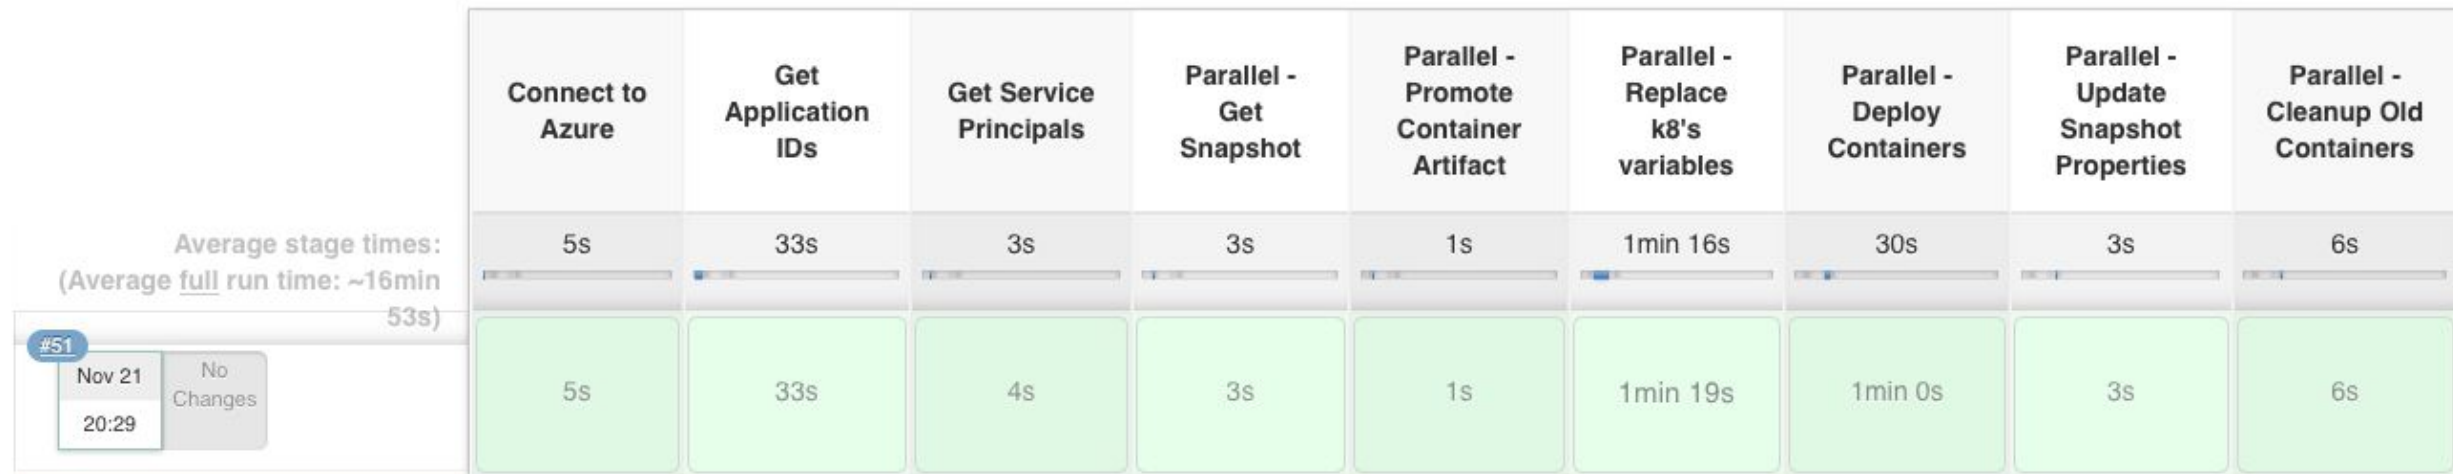 Connect to
Azure
Get
Application
IDs
Get Service
Principals
Parallel -
Get
Snapshot
Parallel -
Promote
Container
Artifact
Parallel -
Replace
k8's
variables
Parallel -
Deploy
Containers
Parallel -
Update
Snapshot
Properties
Parallel -
Cleanup Old
Containers
Average stage times:
(Average full run time: ~16min
53s)
5s
33s
3s
3s
1s
1min 16s
30s
3s
6s
#51
Nov 21
20:29
No
Changes
5s
33s
4s
3s
1s
1min 19s
1min 0s
3s
6s